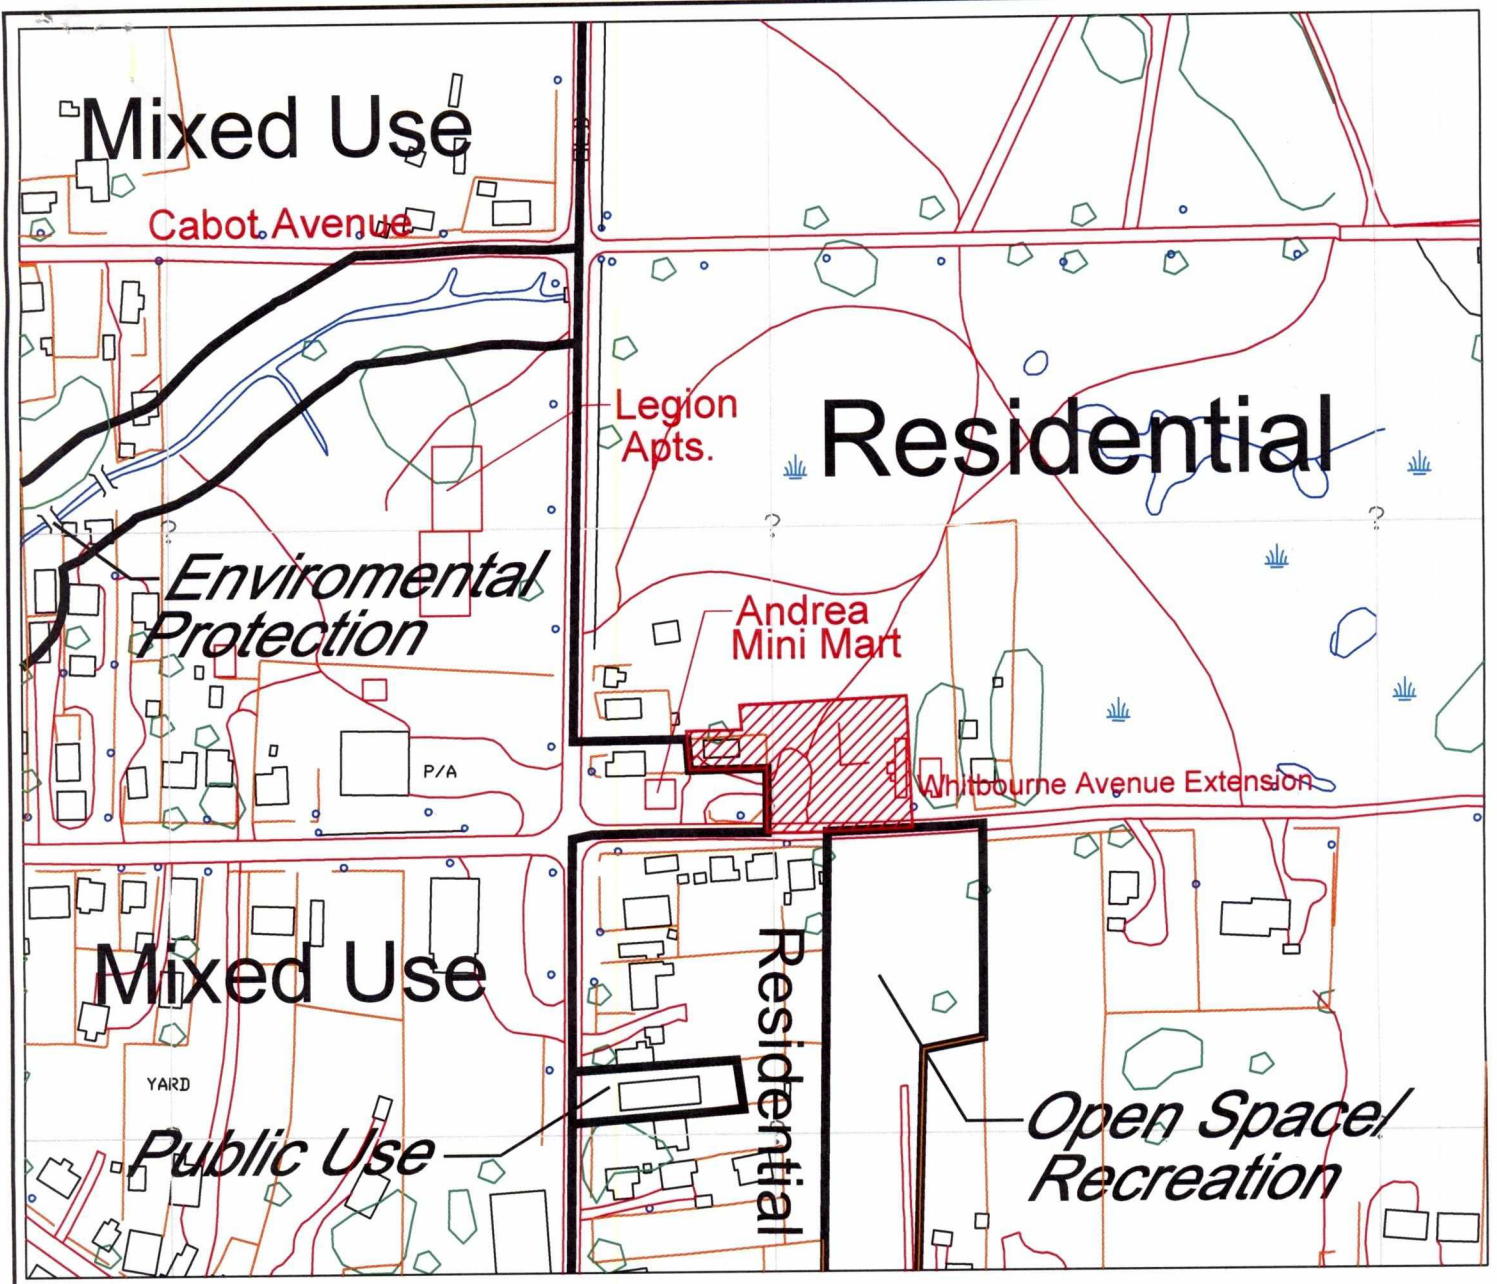 Mixed Use
Cabot Avenue
Legion
Apts.
Residential
?
?
?
Enviromental
Protection
Andrea
Mini Mart
P/A
Whitbourne Avenue Extension
Mixed Use
Residential
YARD
Public Use
Open Space/
Recreation